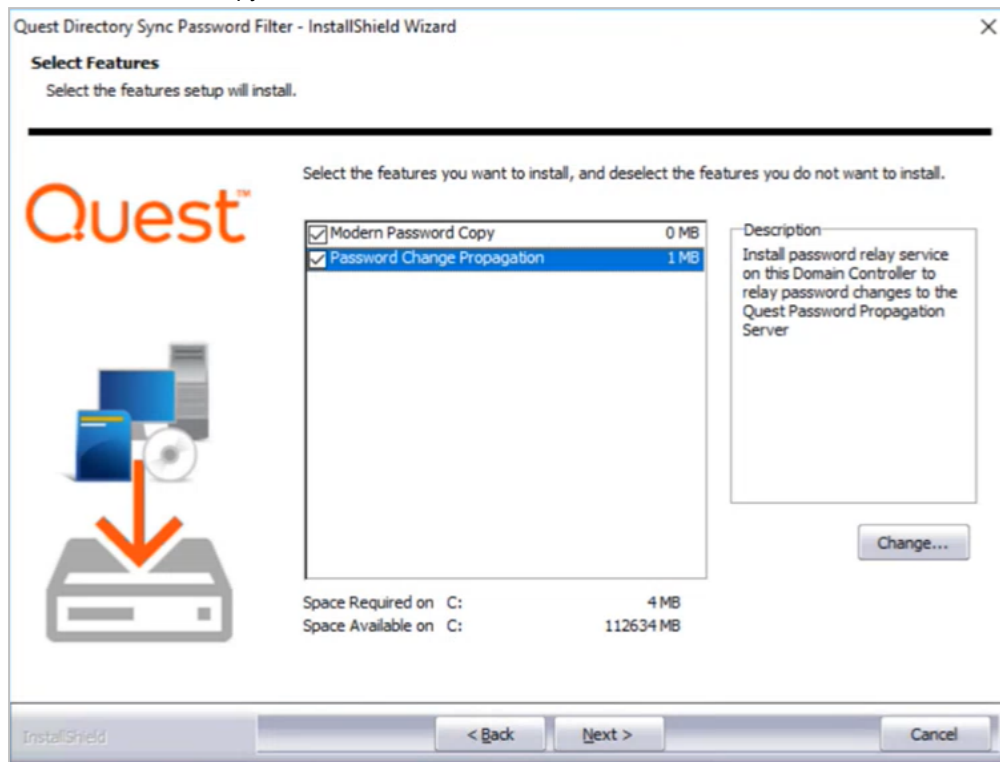 Quest Directory Sync Password Filter - InstallShield Wizard
Select Features
Select the features setup will install.
Select the features you want to install, and deselect the features you do not want to install.
Quest™
Modern Password Copy 0 MB
Password Change Propagation 1 MB
Description
Install password relay service
on this Domain Controller to
relay password changes to the
Quest Password Propagation
Server
Change...
Space Required on C: 4 MB
Space Available on C: 112634 MB
InstallShield
< Back
Next >
Cancel